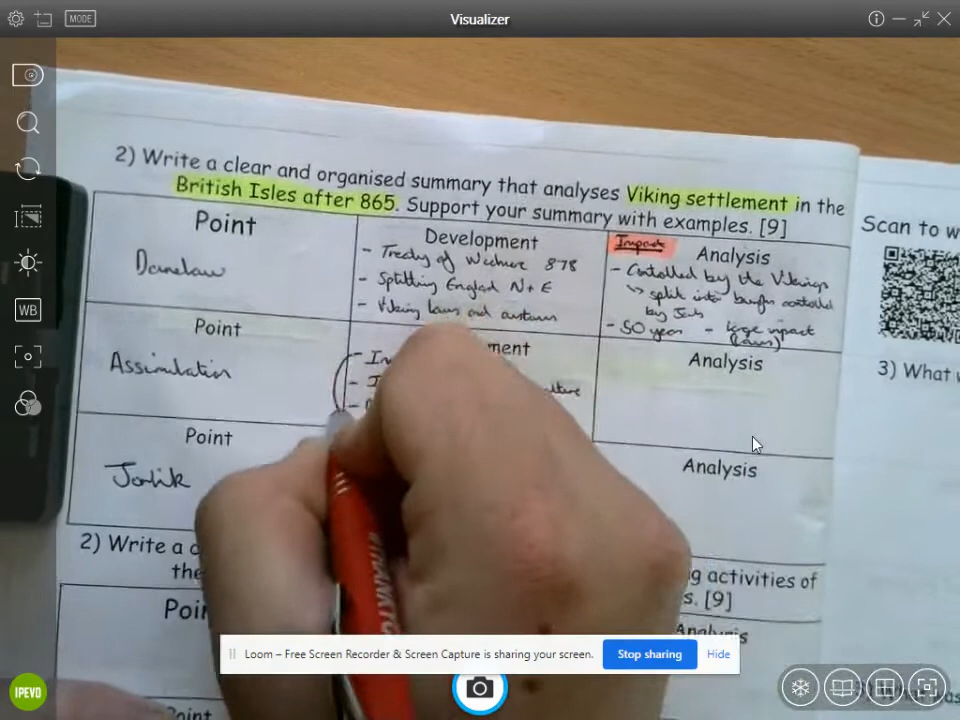 Visualizer
MODE
WB
2) Write a clear and organised summary that analyses Viking settlement in the
British Isles after 865. Support your summary with examples. [9]
Point
Danelaw
Development
- Treaty of Wedmore 878
- Splitting England N + E
- Viking laws and customs
Impact
Analysis
- Controlled by the Vikings
split into burghs controlled
by Jarls
- 50 years - large impact
(laws)
Point
Assimilation
ment
- In
- I
ulture
Analysis
Point
Jorvik
Analysis
Scan to w
3) What w
2) Write a c
the
ng activities of
s. [9]
Poi
Analysis
Point
Loom – Free Screen Recorder & Screen Capture is sharing your screen.
Stop sharing
Hide
IPEVO